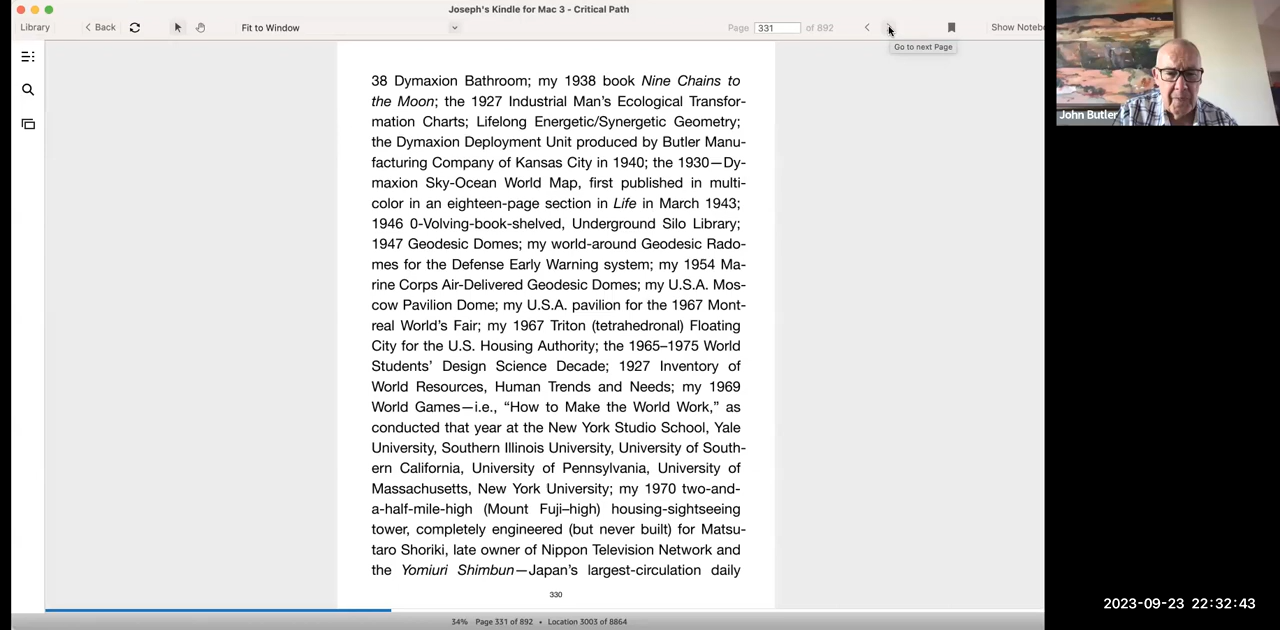 Joseph's Kindle for Mac 3 - Critical Path
Library
Back
Fit to Window
Page 331 of 892
Show Notebo
Go to next Page
38 Dymaxion Bathroom; my 1938 book Nine Chains to
the Moon; the 1927 Industrial Man’s Ecological Transfor-
mation Charts; Lifelong Energetic/Synergetic Geometry;
the Dymaxion Deployment Unit produced by Butler Manu-
facturing Company of Kansas City in 1940; the 1930—Dy-
maxion Sky-Ocean World Map, first published in multi-
color in an eighteen-page section in Life in March 1943;
1946 0-Volving-book-shelved, Underground Silo Library;
1947 Geodesic Domes; my world-around Geodesic Rado-
mes for the Defense Early Warning system; my 1954 Ma-
rine Corps Air-Delivered Geodesic Domes; my U.S.A. Mos-
cow Pavilion Dome; my U.S.A. pavilion for the 1967 Mont-
real World’s Fair; my 1967 Triton (tetrahedronal) Floating
City for the U.S. Housing Authority; the 1965–1975 World
Students’ Design Science Decade; 1927 Inventory of
World Resources, Human Trends and Needs; my 1969
World Games—i.e., “How to Make the World Work,” as
conducted that year at the New York Studio School, Yale
University, Southern Illinois University, University of South-
ern California, University of Pennsylvania, University of
Massachusetts, New York University; my 1970 two-and-
a-half-mile-high (Mount Fuji–high) housing-sightseeing
tower, completely engineered (but never built) for Matsu-
taro Shoriki, late owner of Nippon Television Network and
the Yomiuri Shimbun—Japan’s largest-circulation daily
330
34% Page 331 of 892 • Location 3003 of 8864
John Butler
2023-09-23 22:32:43